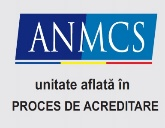 ANMCS
unitate aflată în
PROCES DE ACREDITARE